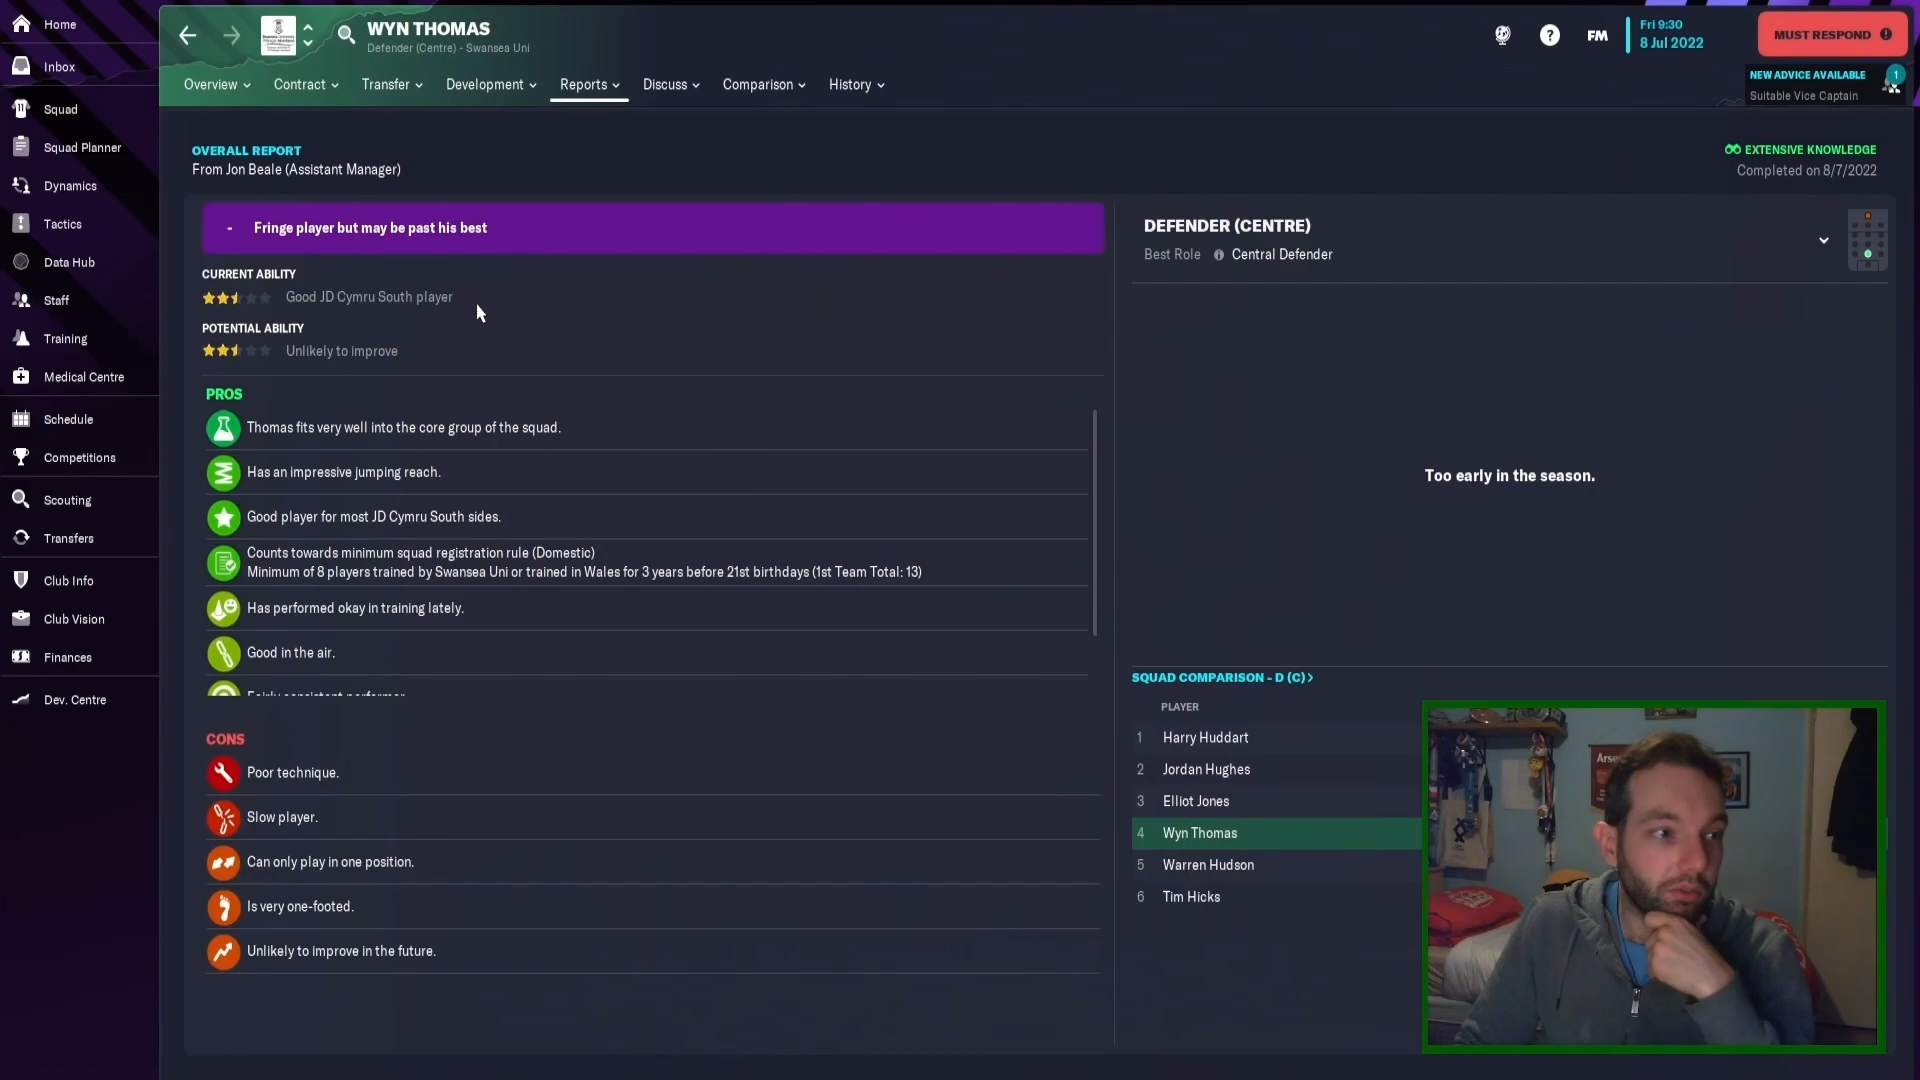 Home
Inbox
Squad
Squad Planner
Dynamics
Tactics
Data Hub
Staff
Training
Medical Centre
Schedule
Competitions
Scouting
Transfers
Club Info
Club Vision
Finances
Dev. Centre
WYN THOMAS
Defender (Centre) - Swansea Uni
FM
Fri 9:30
8 Jul 2022
MUST RESPOND
Overview
Contract
Transfer
Development
Reports
Discuss
Comparison
History
NEW ADVICE AVAILABLE
1
Suitable Vice Captain
OVERALL REPORT
From Jon Beale (Assistant Manager)
EXTENSIVE KNOWLEDGE
Completed on 8/7/2022
- Fringe player but may be past his best
CURRENT ABILITY
Good JD Cymru South player
POTENTIAL ABILITY
Unlikely to improve
PROS
Thomas fits very well into the core group of the squad.
Has an impressive jumping reach.
Good player for most JD Cymru South sides.
Counts towards minimum squad registration rule (Domestic)
Minimum of 8 players trained by Swansea Uni or trained in Wales for 3 years before 21st birthdays (1st Team Total: 13)
Has performed okay in training lately.
Good in the air.
Fairly consistent performer
CONS
Poor technique.
Slow player.
Can only play in one position.
Is very one-footed.
Unlikely to improve in the future.
DEFENDER (CENTRE)
Best Role Central Defender
Too early in the season.
SQUAD COMPARISON - D (C) >
PLAYER
1 Harry Huddart
2 Jordan Hughes
3 Elliot Jones
4 Wyn Thomas
5 Warren Hudson
6 Tim Hicks
Arse